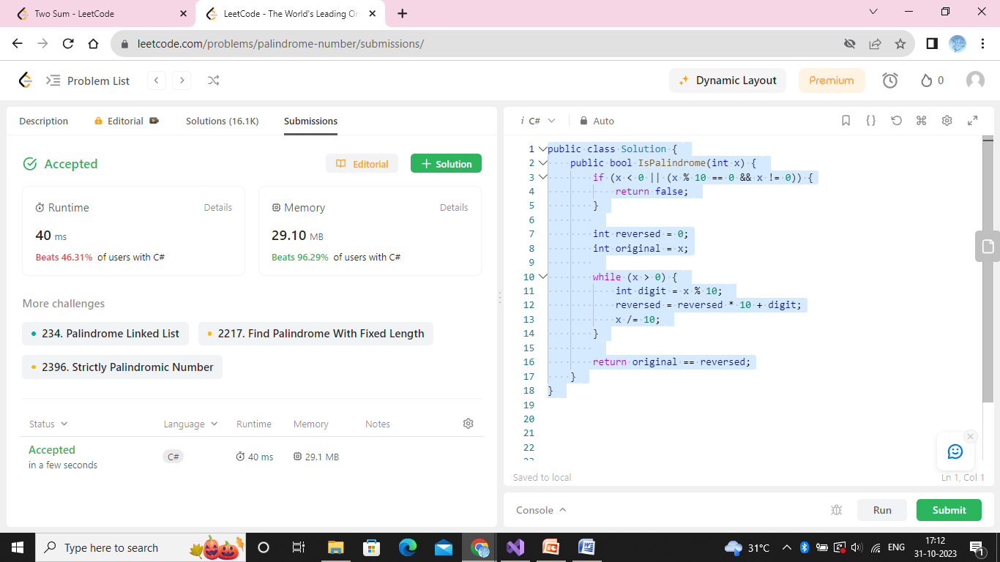 Two Sum - LeetCode
LeetCode - The World's Leading On
leetcode.com/problems/palindrome-number/submissions/
Problem List
Dynamic Layout
Premium
0
Description
Editorial
Solutions (16.1K)
Submissions
Accepted
Editorial
Solution
Runtime
Details
40 ms
Beats 46.31% of users with C#
Memory
Details
29.10 MB
Beats 96.29% of users with C#
More challenges
234. Palindrome Linked List
2217. Find Palindrome With Fixed Length
2396. Strictly Palindromic Number
Status
Language
Runtime
Memory
Notes
Accepted
in a few seconds
C#
40 ms
29.1 MB
i C#
Auto
1 public class Solution {
2 public bool IsPalindrome(int x) {
3 if (x < 0 || (x % 10 == 0 && x != 0)) {
4 return false;
5 }
6
7 int reversed = 0;
8 int original = x;
9
10 while (x > 0) {
11 int digit = x % 10;
12 reversed = reversed * 10 + digit;
13 x /= 10;
14 }
15
16 return original == reversed;
17 }
18 }
19
20
21
22
Saved to local
Ln 1, Col 1
Console
Run
Submit
Type here to search
31°C
ENG
17:12
31-10-2023
1